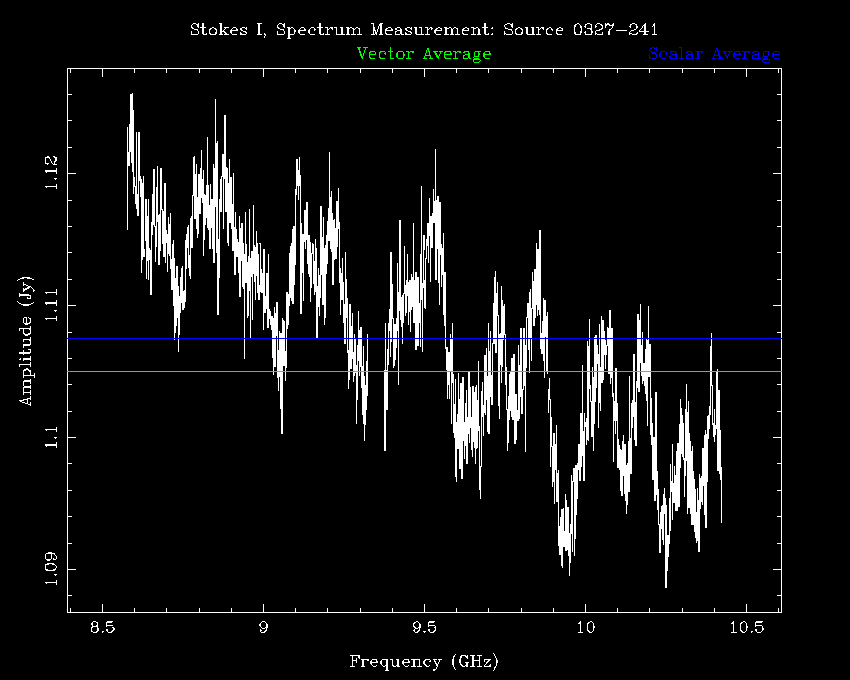 Stokes I, Spectrum Measurement: Source 0327-241
Vector Average Scalar Average
1.12
1.11
1.1
1.09
Amplitude (Jy)
8.5 9 9.5 10 10.5
Frequency (GHz)